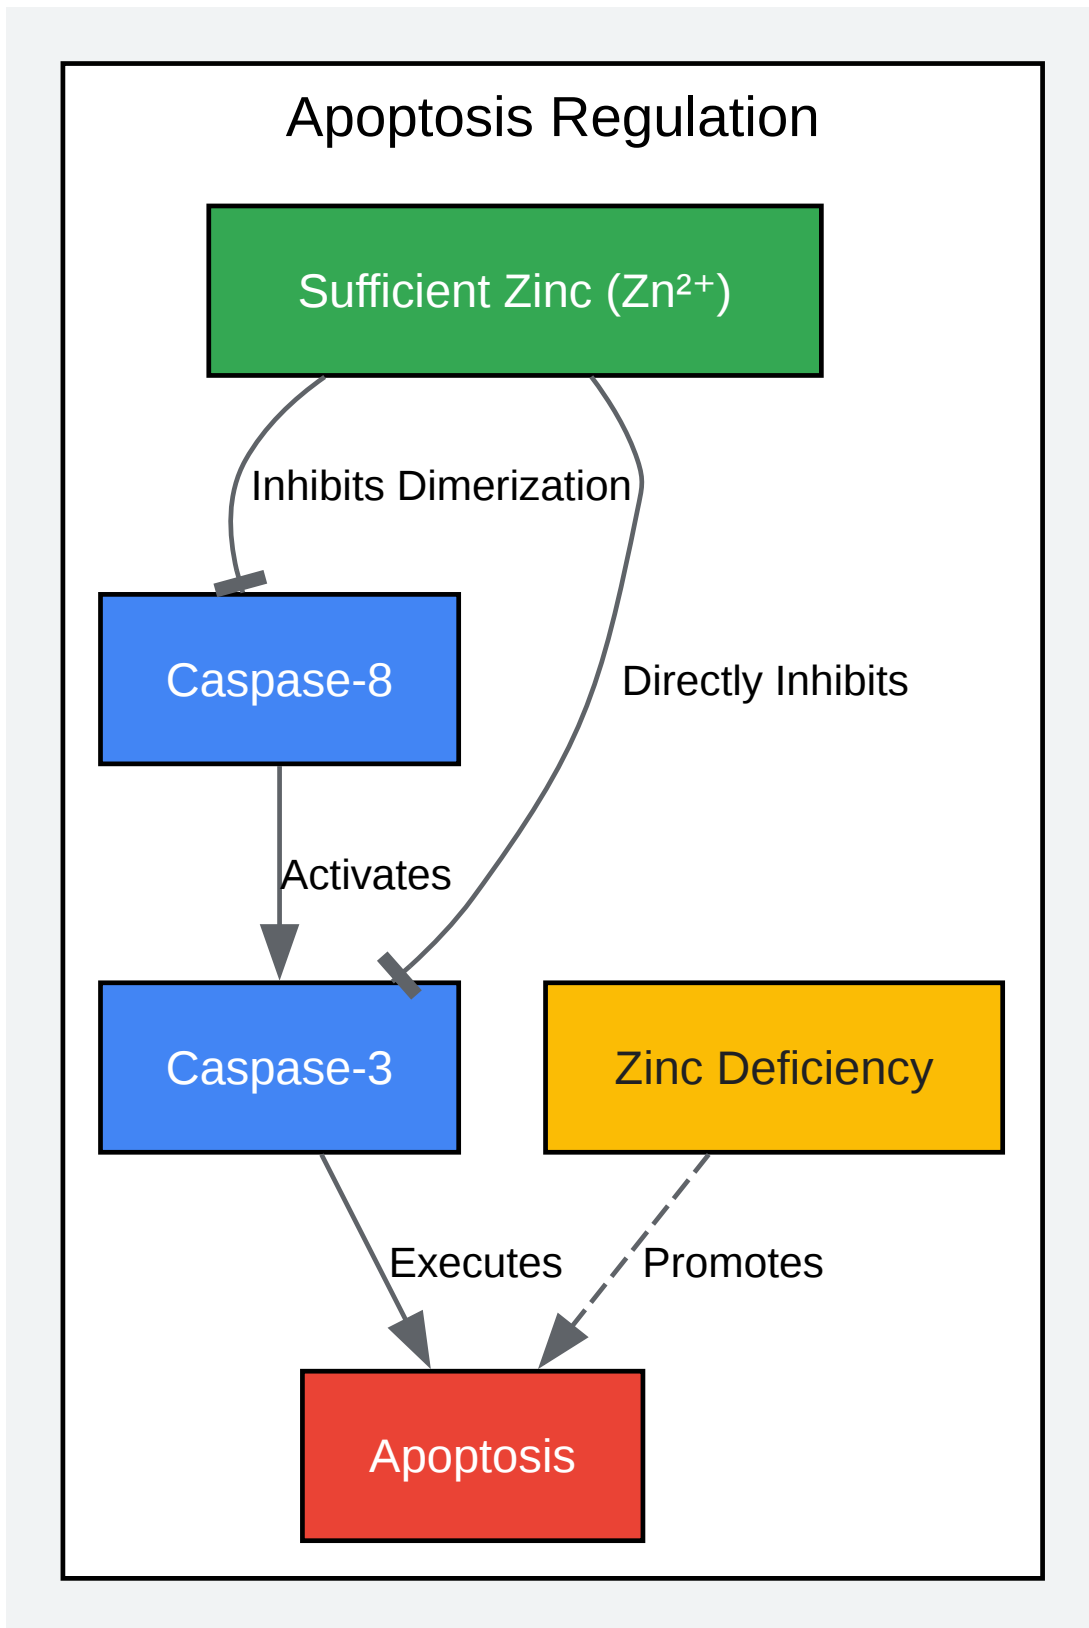 Apoptosis Regulation
Sufficient Zinc (Zn²⁺)
Inhibits Dimerization
Caspase-8
Directly Inhibits
Activates
Caspase-3
Zinc Deficiency
Executes
Promotes
Apoptosis